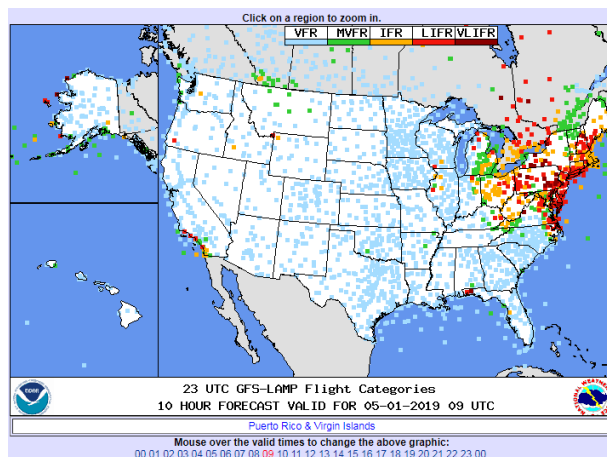 Click on a region to zoom in.
VFR MVFR IFR LIFR VLIFR
23 UTC GFS-LAMP Flight Categories
10 HOUR FORECAST VALID FOR 05-01-2019 09 UTC
Puerto Rico & Virgin Islands
Mouse over the valid times to change the above graphic:
00 01 02 03 04 05 06 07 08 09 10 11 12 13 14 15 16 17 18 19 20 21 22 23 00